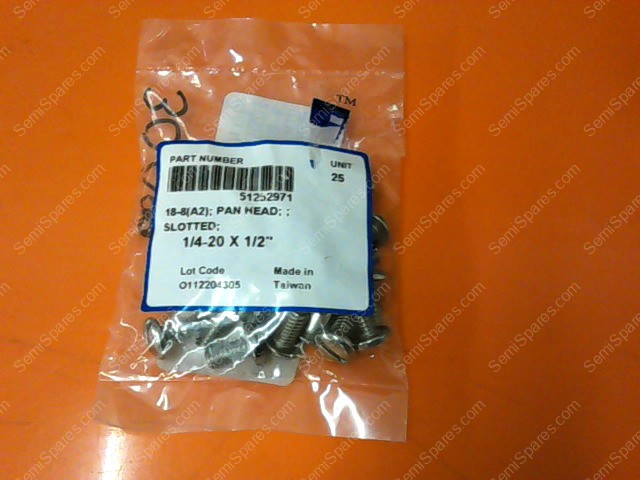 TM
PART NUMBER
UNIT
25
51252971
18-8(A2); PAN HEAD; ;
SLOTTED;
1/4-20 X 1/2"
Lot Code
Made in
O112204305
Taiwan
SemiSpares.com